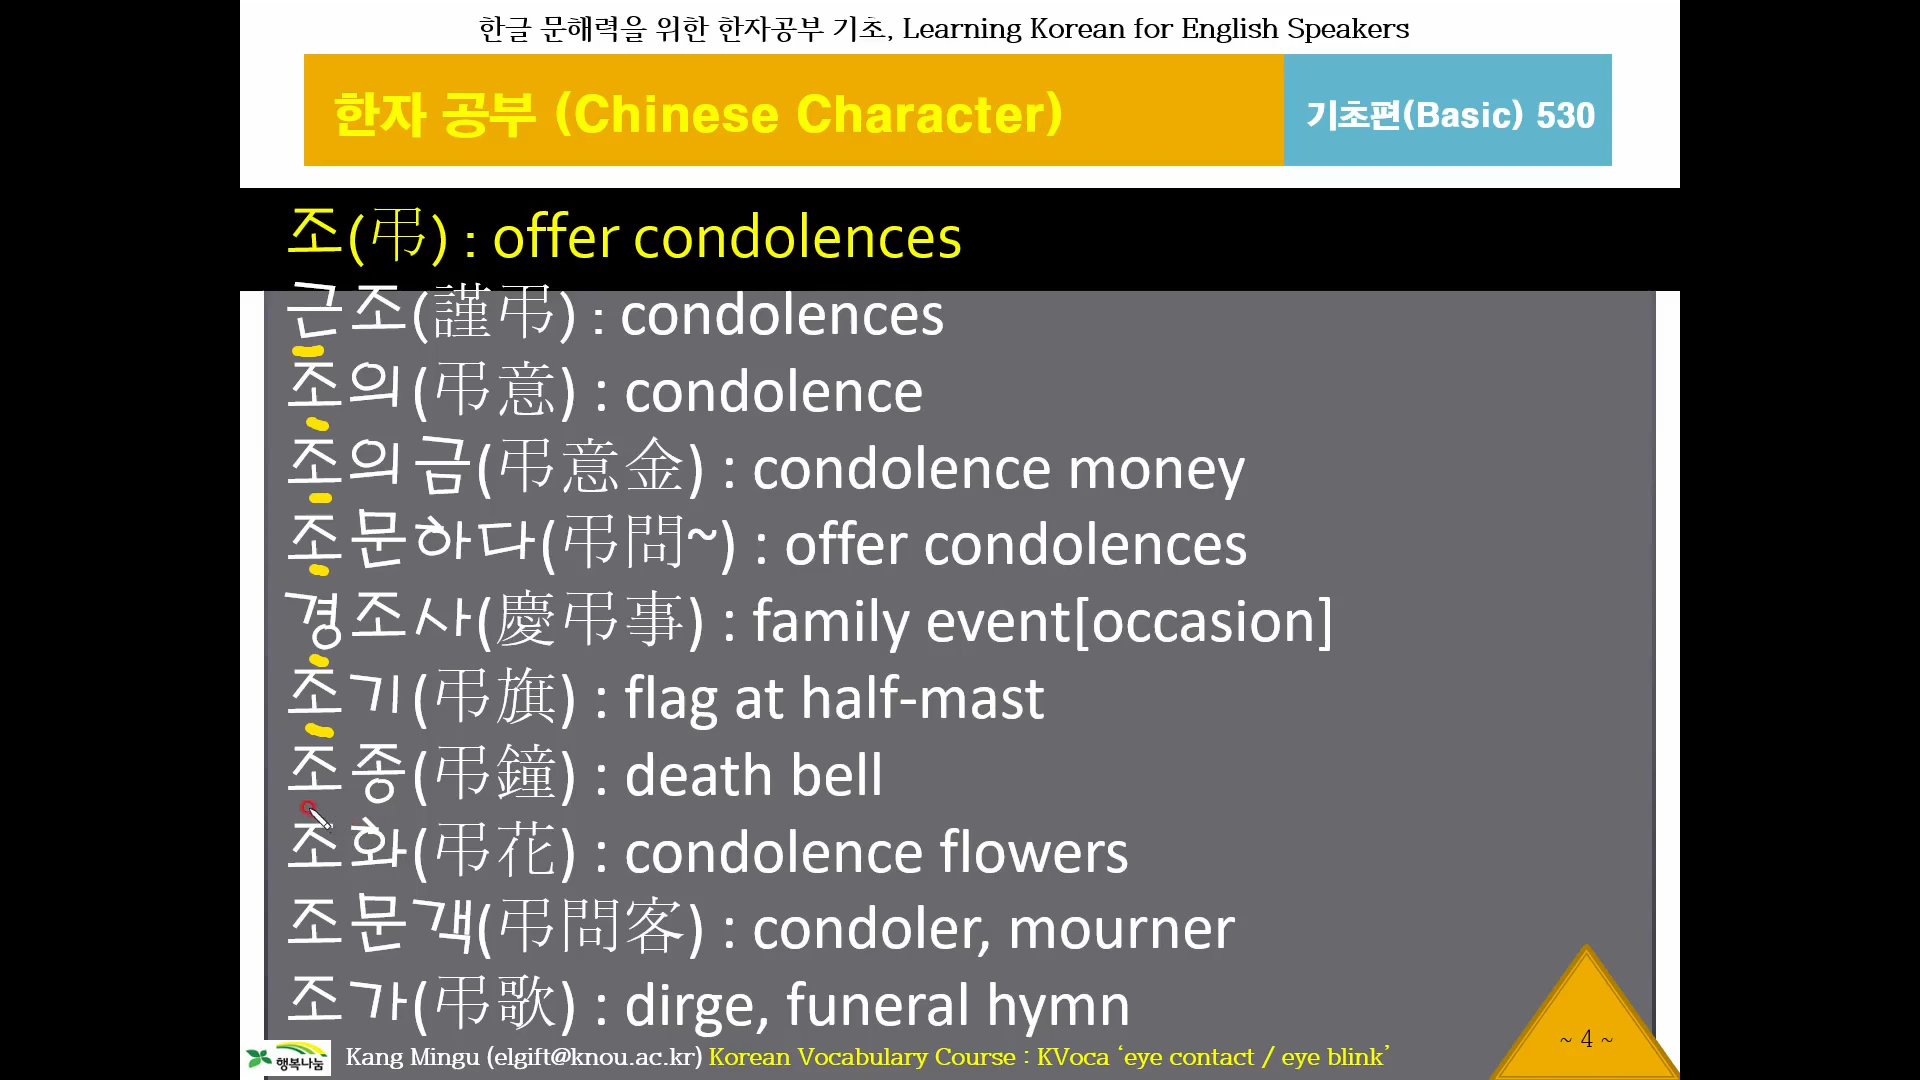 한글 문해력을 위한 한자공부 기초, Learning Korean for English Speakers
한자 공부 (Chinese Character)
기초편(Basic) 530
조(弔) : offer condolences
근조(謹弔) : condolences
조의(弔意) : condolence
조의금(弔意金) : condolence money
조문하다(弔問~) : offer condolences
경조사(慶弔事) : family event[occasion]
조기(弔旗) : flag at half-mast
조종(弔鐘) : death bell
조화(弔花) : condolence flowers
조문객(弔問客) : condoler, mourner
조가(弔歌) : dirge, funeral hymn
~ 4 ~
행복나눔
Kang Mingu (elgift@knou.ac.kr) Korean Vocabulary Course : KVoca ‘eye contact / eye blink’